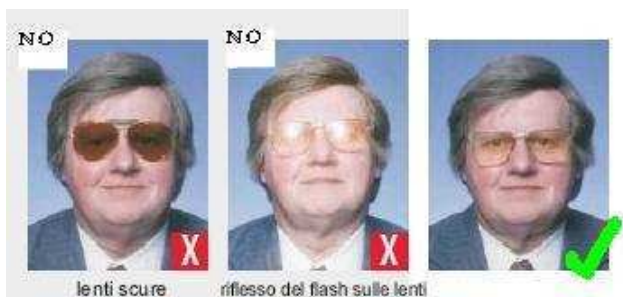 NO
NO
X
X
lenti scure
riflesso del flash sulle lenti